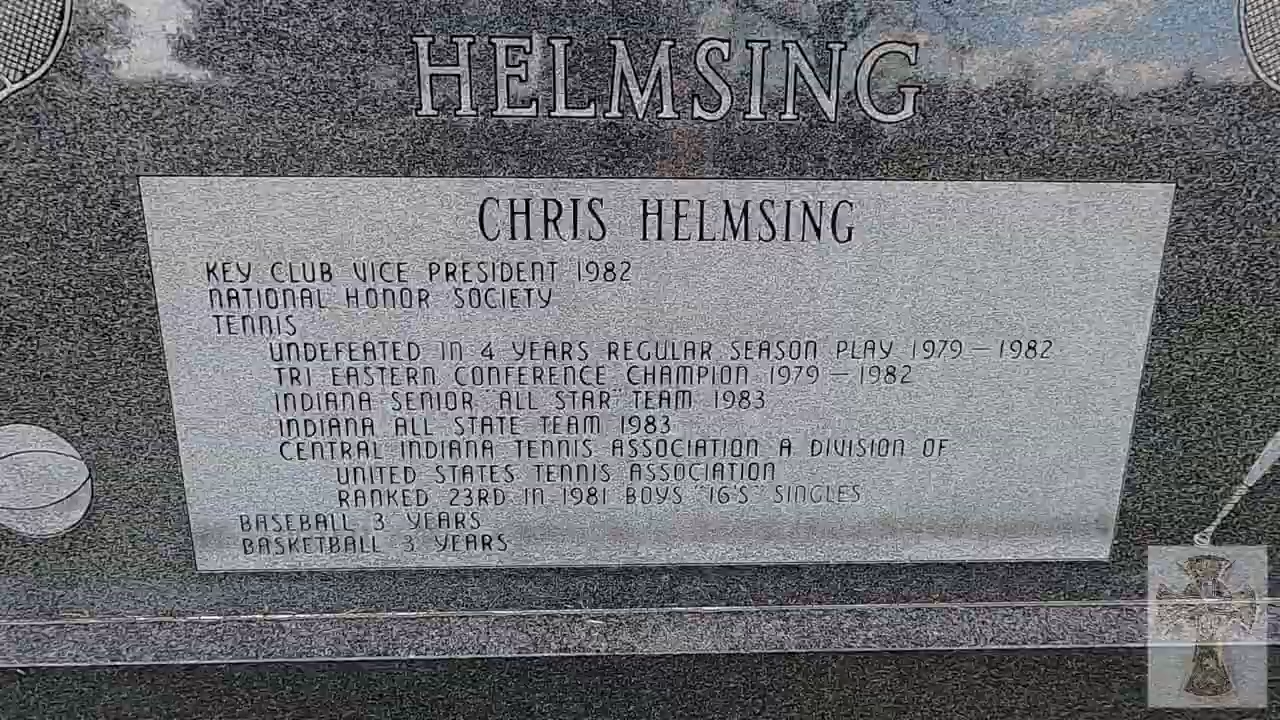 HELMSING
CHRIS HELMSING
KEY CLUB VICE PRESIDENT 1982
NATIONAL HONOR SOCIETY
TENNIS
UNDEFEATED IN 4 YEARS REGULAR SEASON PLAY 1979 – 1982
TRI EASTERN CONFERENCE CHAMPION 1979 – 1982
INDIANA SENIOR "ALL STAR" TEAM 1983
INDIANA ALL STATE TEAM 1983
CENTRAL INDIANA TENNIS ASSOCIATION A DIVISION OF
UNITED STATES TENNIS ASSOCIATION
RANKED 23RD IN 1981 BOYS "16'S" SINGLES
BASEBALL 3 YEARS
BASKETBALL 3 YEARS